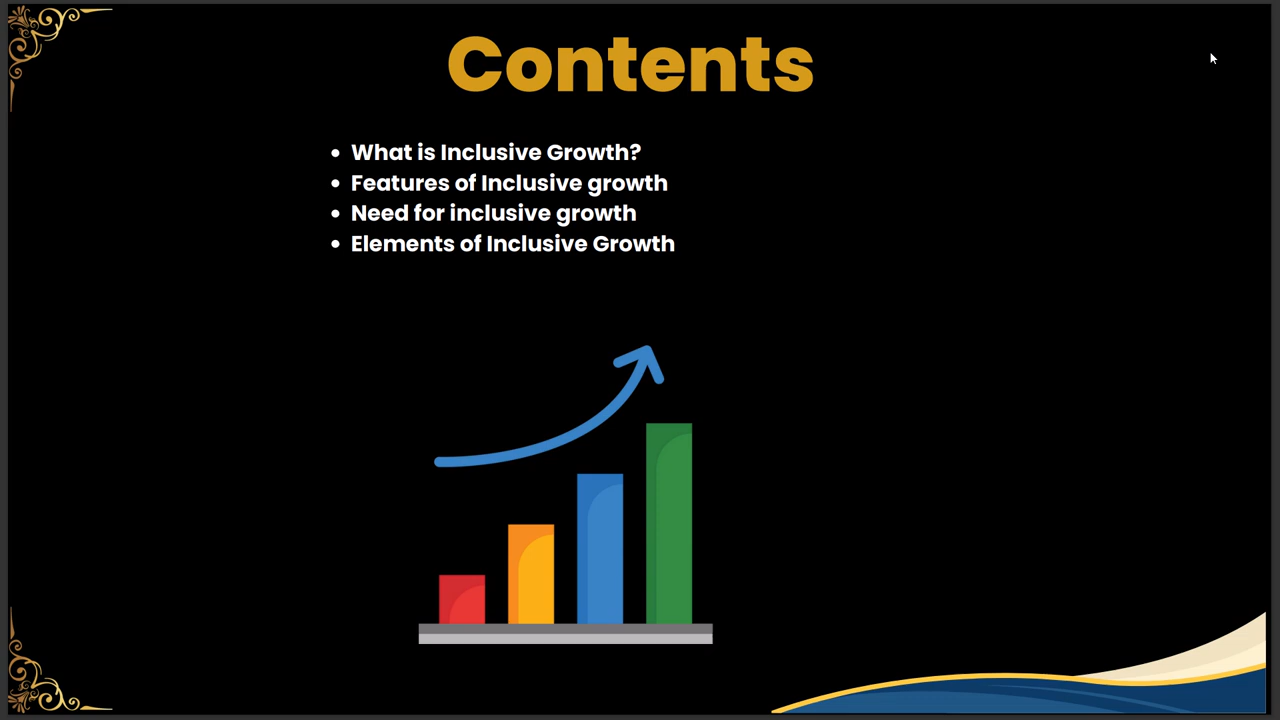 Contents
• What is Inclusive Growth?
• Features of Inclusive growth
• Need for inclusive growth
• Elements of Inclusive Growth